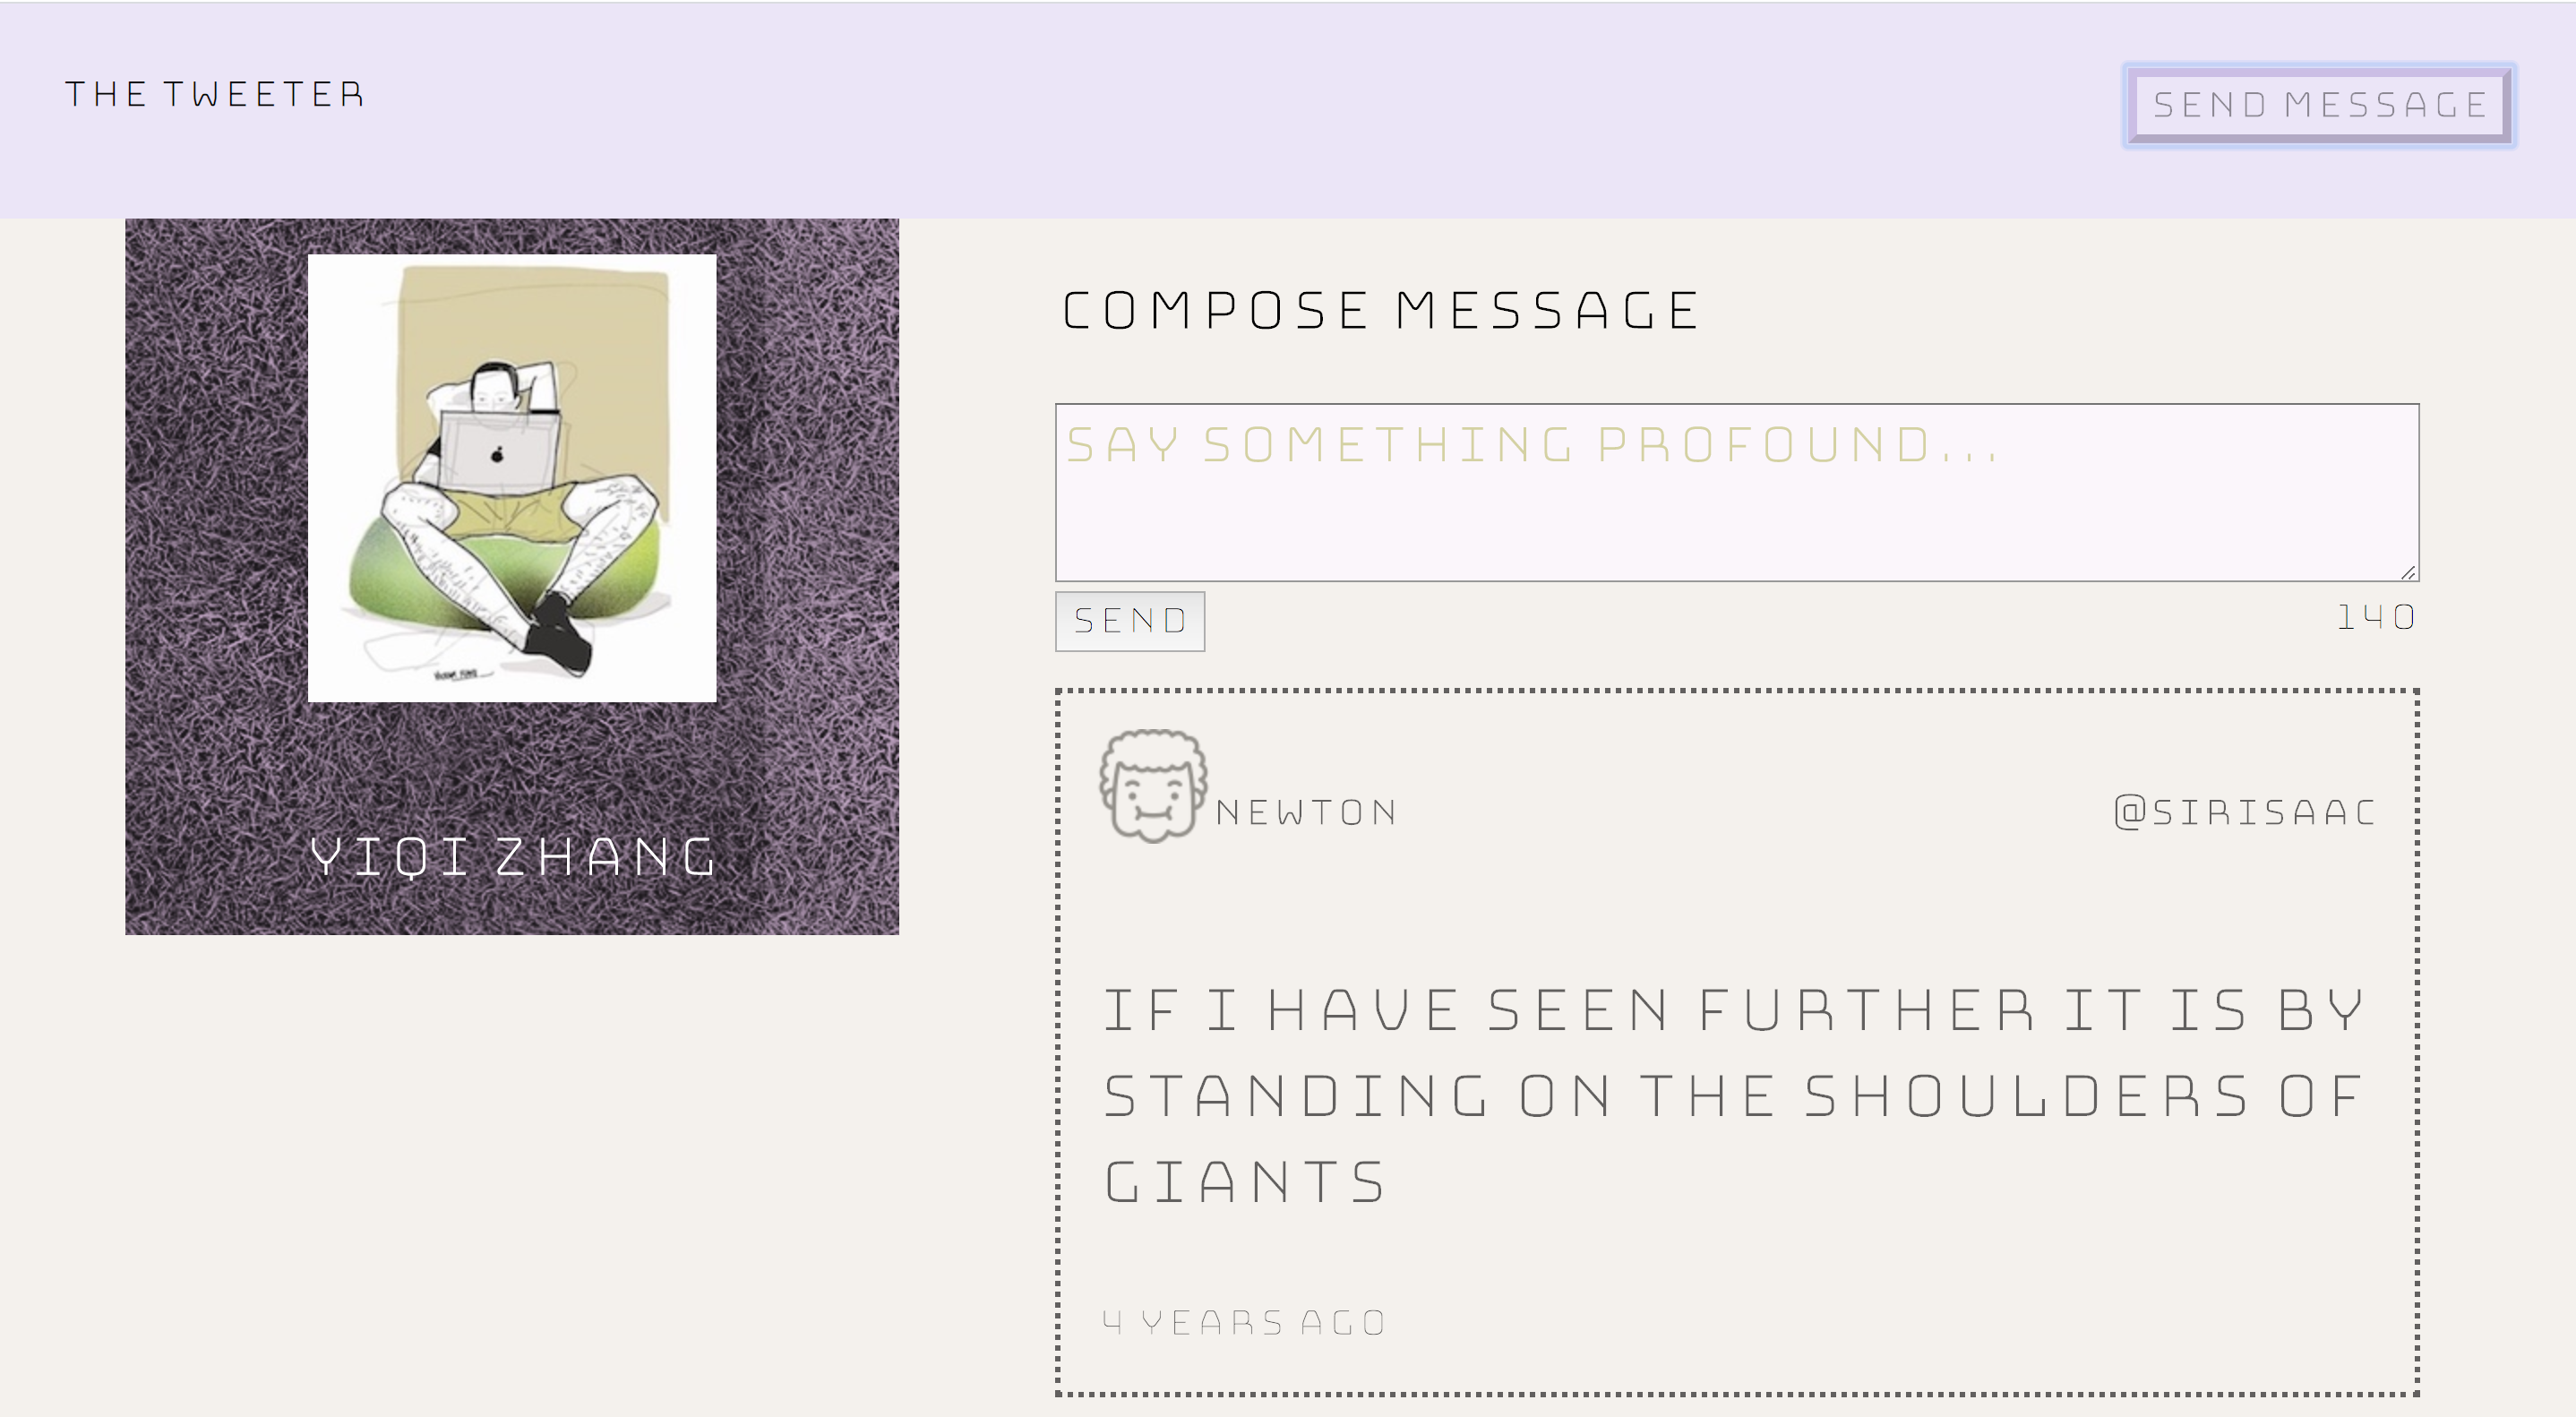 THE TWEETER
SEND MESSAGE
YIQI ZHANG
COMPOSE MESSAGE
SAY SOMETHING PROFOUND...
SEND
140
NEWTON
@SIRISAAC
IF I HAVE SEEN FURTHER IT IS BY
STANDING ON THE SHOULDERS OF
GIANTS
4 YEARS AGO